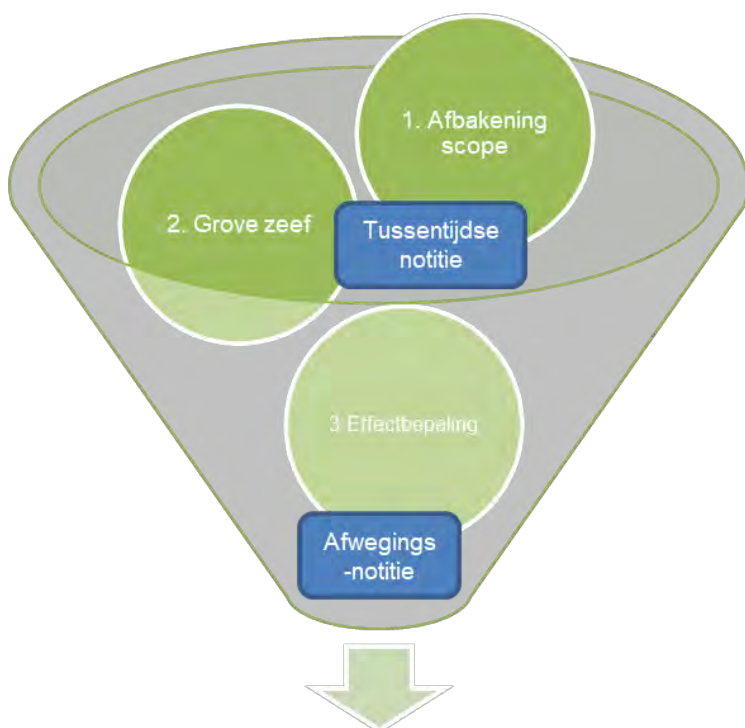 1. Afbakening
scope
2. Grove zeef
Tussentijdse
notitie
3 Effectbepaling
Afwegings
-notitie